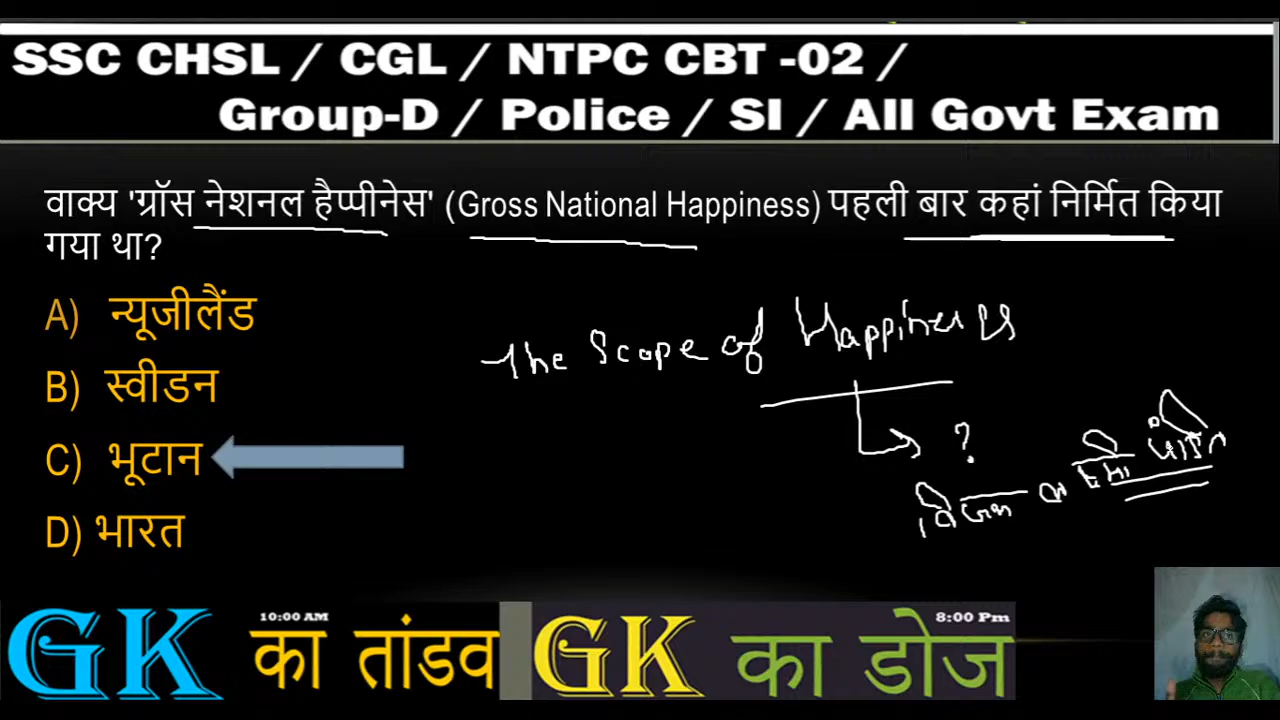 SSC CHSL / CGL / NTPC CBT -02 /
Group-D / Police / SI / All Govt Exam
वाक्य 'ग्रॉस नेशनल हैप्पीनेस' (Gross National Happiness) पहली बार कहां निर्मित किया
गया था?
A) न्यूजीलैंड
B) स्वीडन
C) भूटान
D) भारत
The Scope of Happiness
?
GK 10:00 AM का तांडव
GK 8:00 Pm का डोज